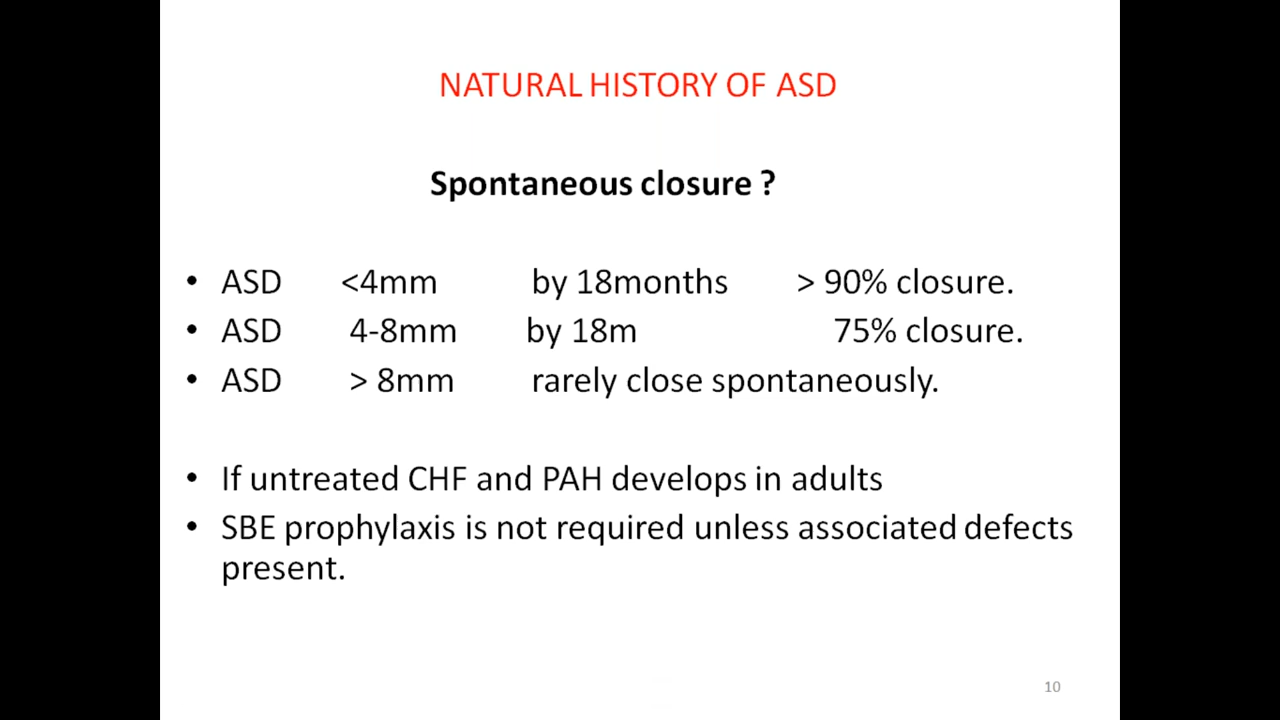 NATURAL HISTORY OF ASD
Spontaneous closure ?
• ASD <4mm by 18months > 90% closure.
• ASD 4-8mm by 18m 75% closure.
• ASD > 8mm rarely close spontaneously.
• If untreated CHF and PAH develops in adults
• SBE prophylaxis is not required unless associated defects
present.
10